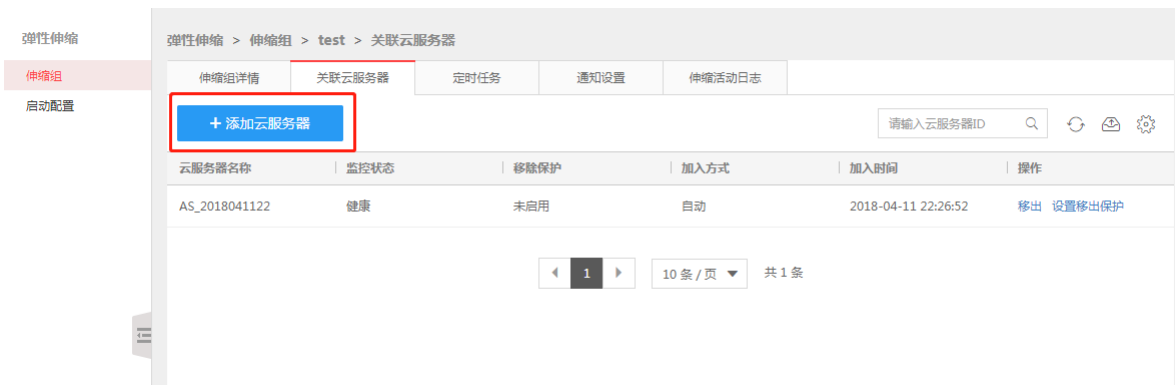 弹性伸缩
伸缩组
启动配置
弹性伸缩 > 伸缩组 > test > 关联云服务器
伸缩组详情 关联云服务器 定时任务 通知设置 伸缩活动日志
+ 添加云服务器 请输入云服务器ID
云服务器名称 监控状态 移除保护 加入方式 加入时间 操作
AS_2018041122 健康 未启用 自动 2018-04-11 22:26:52 移出 设置移出保护
1 10 条 / 页 共 1 条